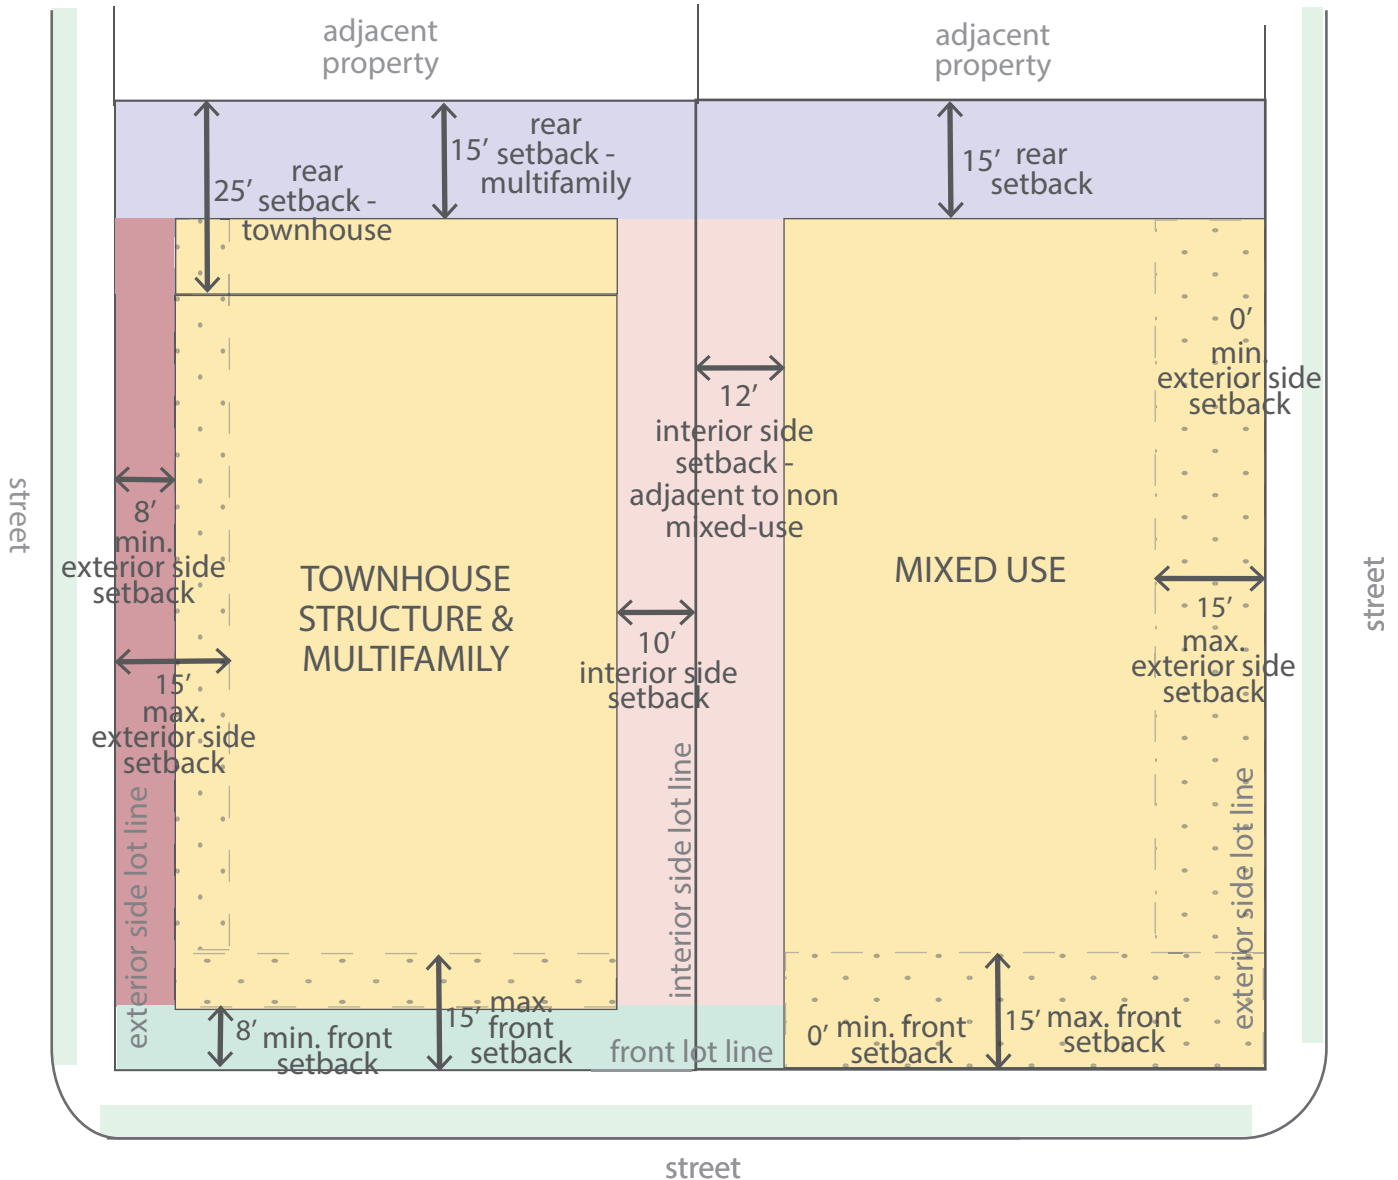 adjacent
property
adjacent
property
25’
rear
setback -
townhouse
15’
rear
setback -
multifamily
15’
rear
setback
0’
min.
exterior side
setback
12’
interior side
setback -
adjacent to non
mixed-use
street
8’
min.
exterior side
setback
TOWNHOUSE
STRUCTURE &
MULTIFAMILY
10’
interior side
setback
MIXED USE
15’
max.
exterior side
setback
street
15’
max.
exterior side
setback
exterior side lot line
interior side lot line
exterior side lot line
8’ min. front
setback
15’ max.
front
setback
front lot line
0’ min. front
setback
15’ max. front
setback
street